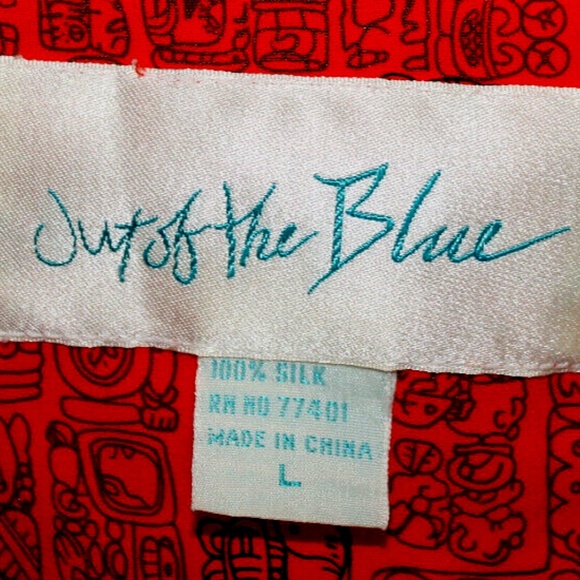 Out of the Blue
100% SILK
RN NO 77401
MADE IN CHINA
L